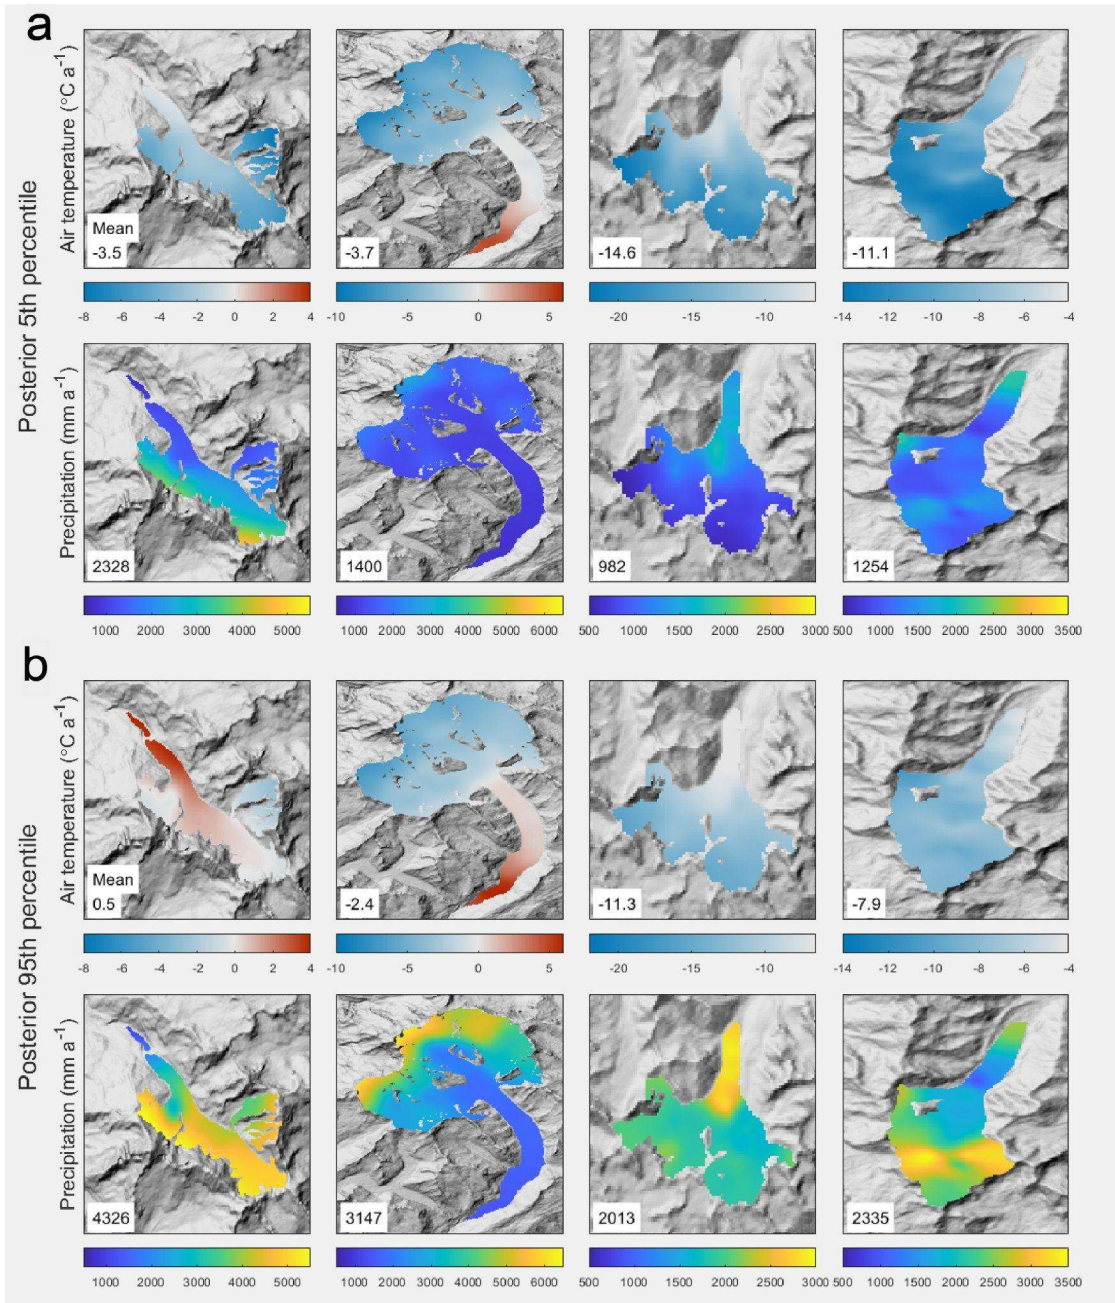 a
Posterior 5th percentile
Air temperature (°C a⁻¹)
Mean
-3.5
-3.7
-14.6
-11.1
-8 -6 -4 -2 0 2 4
-10 -5 0 5
-20 -15 -10
-14 -12 -10 -8 -6 -4
Precipitation (mm a⁻¹)
2328
1400
982
1254
1000 2000 3000 4000 5000
1000 2000 3000 4000 5000 6000
500 1000 1500 2000 2500 3000
500 1000 1500 2000 2500 3000 3500
b
Posterior 95th percentile
Air temperature (°C a⁻¹)
Mean
0.5
-2.4
-11.3
-7.9
-8 -6 -4 -2 0 2 4
-10 -5 0 5
-20 -15 -10
-14 -12 -10 -8 -6 -4
Precipitation (mm a⁻¹)
4326
3147
2013
2335
1000 2000 3000 4000 5000
1000 2000 3000 4000 5000 6000
500 1000 1500 2000 2500 3000
500 1000 1500 2000 2500 3000 3500